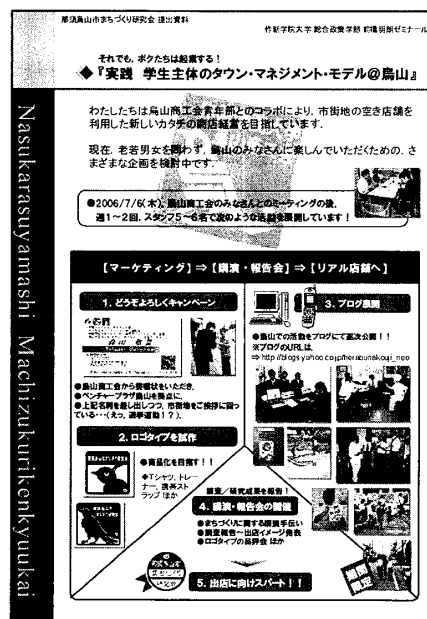 那須烏山市まちづくり研究会 提出資料
作新学院大学 総合政策学部 前橋明朗ゼミナール
それでも，ボクたちは起業する！
◆『実践 学生主体のタウン・マネジメント・モデル@烏山』
Nasukarasuyamashi Machizukurikenkyuukai
わたしたちは烏山商工会青年部とのコラボにより，市街地の空き店舗を
利用した新しいカタチの商店経営を目指しています．
現在，老若男女を問わず，烏山のみなさんに楽しんでいただくための，さ
まざまな企画を検討中です．
●2006/7/6(木)，烏山商工会のみなさんとのミーティングの後，
週1～2回，スタッフ5～6名で次のような活動を展開しています！
【マーケティング】⇒【講演・報告会】⇒【リアル店舗へ】
1．どうぞよろしくキャンペーン
●烏山商工会から要項状をいただき，
●ベンチャープラザ烏山を拠点に，
●上記名刺を差し出しつつ，市街地をご挨拶に回っ
ている・・・(えっ，選挙運動！？)．
2．ロゴタイプを試作
●商品化を目指す！！
◆Tシャツ，トレー
ナー，携帯スト
ラップ ほか
3．ブログ展開
●烏山での活動をブログにて逐次公開！！
※ブログのURLは，
⇒ http://blogs.yahoo.co.jp/herabunakouji_neo
調査／研究成果を報告！
4．講演・報告会の開催
●まちづくりに関する講演手伝い
●調査報告～出店イメージ発表
●ロゴタイプの品評会 ほか
5．出店に向けスパート！！
期間
限定